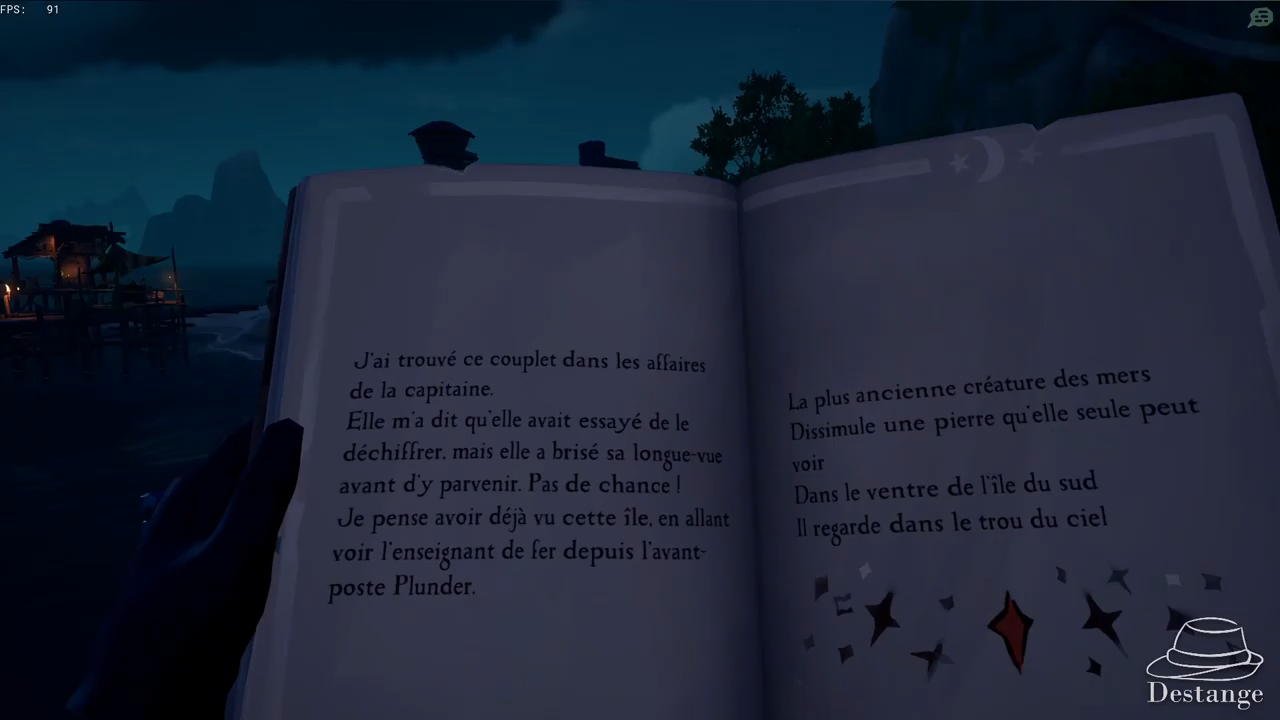 FPS: 91
J'ai trouvé ce couplet dans les affaires
de la capitaine.
Elle m'a dit qu'elle avait essayé de le
déchiffrer, mais elle a brisé sa longue-vue
avant d'y parvenir. Pas de chance !
Je pense avoir déjà vu cette île, en allant
voir l'enseignant de fer depuis l'avant-
poste Plunder.
La plus ancienne créature des mers
Dissimule une pierre qu'elle seule peut
voir
Dans le ventre de l'île du sud
Il regarde dans le trou du ciel
Destange